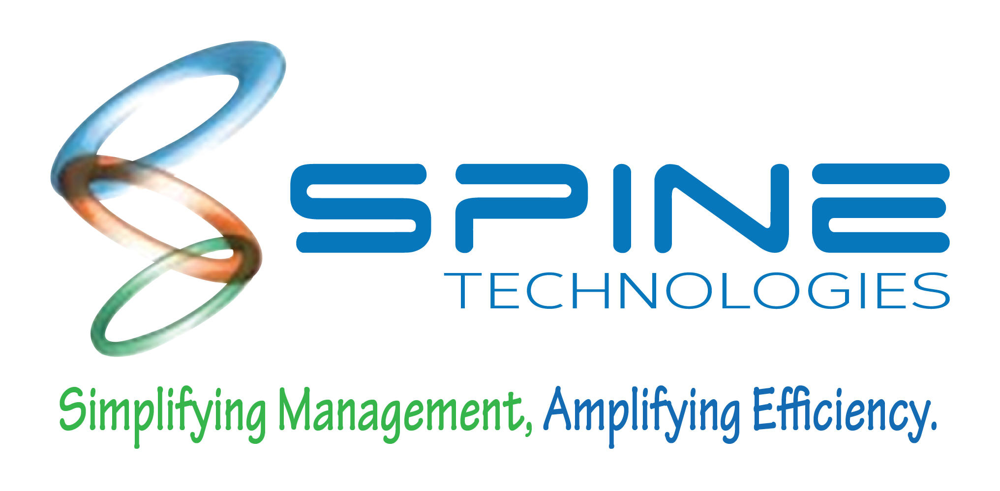 SPINE
TECHNOLOGIES
Simplifying Management, Amplifying Efficiency.